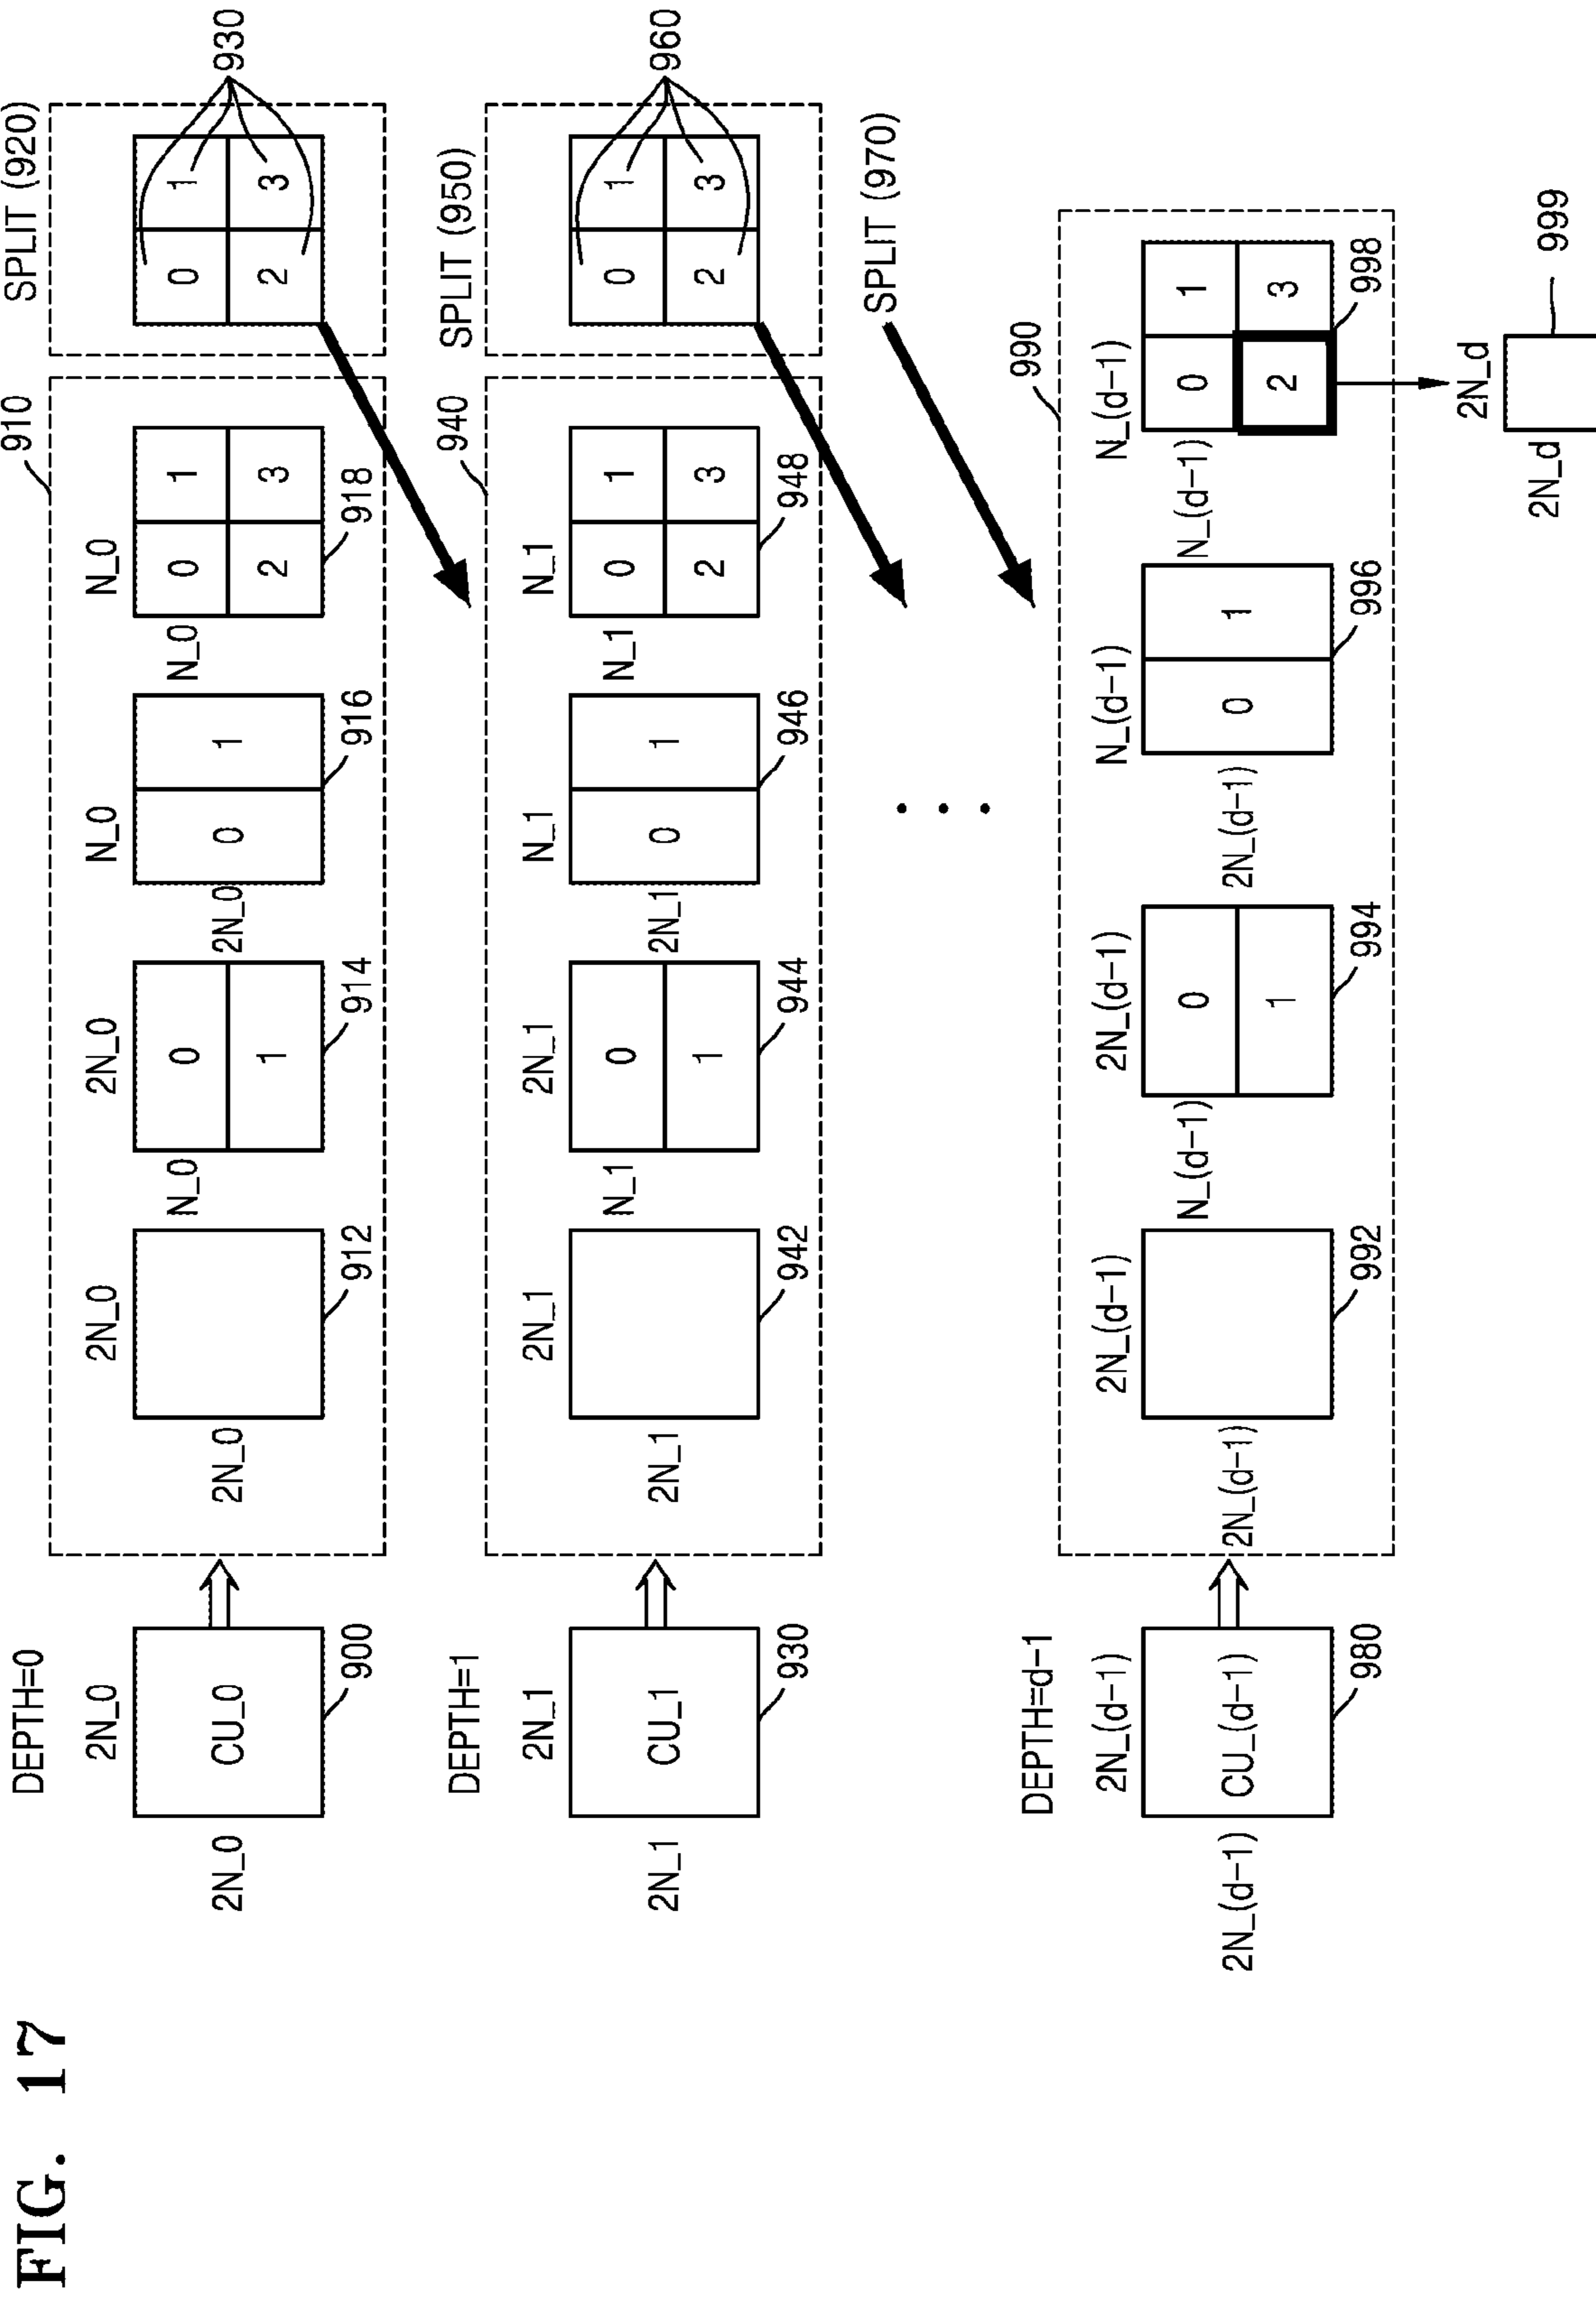 FIG. 17
DEPTH=0
SPLIT (920)
910
930
2N_0
2N_0
2N_0
N_0
N_0
2N_0
CU_0
2N_0
N_0
0
1
2N_0
0
1
N_0
0
1
2
3
0
1
2
3
900
912
914
916
918
DEPTH=1
SPLIT (950)
940
960
2N_1
2N_1
2N_1
N_1
N_1
2N_1
CU_1
2N_1
N_1
0
1
2N_1
0
1
N_1
0
1
2
3
0
1
2
3
930
942
944
946
948
SPLIT (970)
DEPTH=d-1
990
2N_(d-1)
2N_(d-1)
2N_(d-1)
N_(d-1)
N_(d-1)
2N_(d-1)
CU_(d-1)
2N_(d-1)
N_(d-1)
0
1
2N_(d-1)
0
1
N_(d-1)
0
1
2
3
980
992
994
996
998
2N_d
2N_d
999